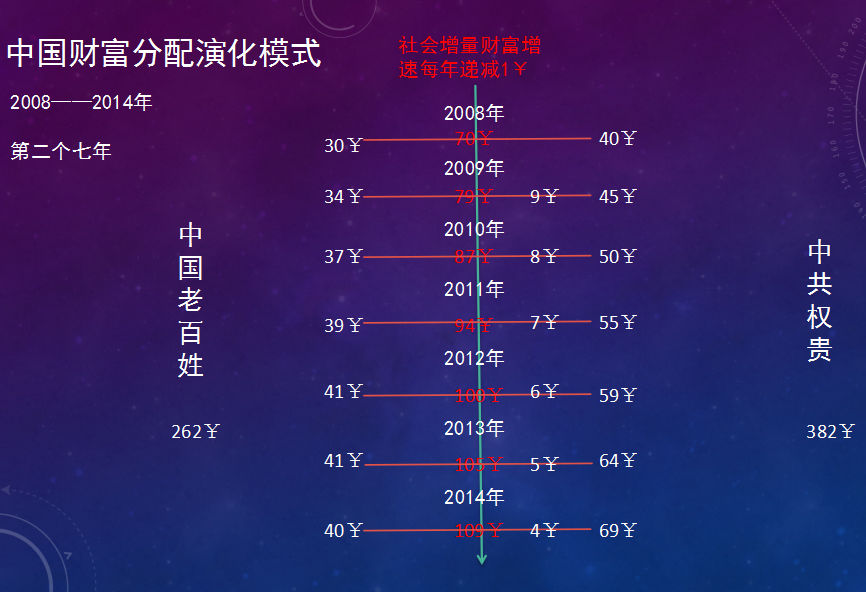 中国财富分配演化模式
社会增量财富增
速每年递减1￥
2008——2014年
第二个七年
2008年
30￥ 70￥ 40￥
2009年
34￥ 79￥ 9￥ 45￥
2010年
37￥ 87￥ 8￥ 50￥
2011年
39￥ 94￥ 7￥ 55￥
2012年
41￥ 100￥ 6￥ 59￥
2013年
41￥ 105￥ 5￥ 64￥
2014年
40￥ 109￥ 4￥ 69￥
中国老百姓
262￥
中共权贵
382￥